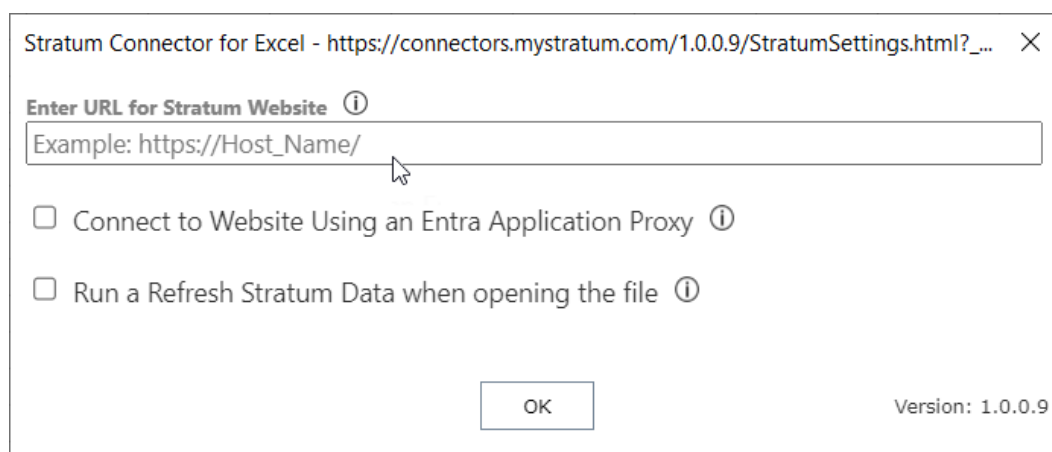 Stratum Connector for Excel - https://connectors.mystratum.com/1.0.0.9/StratumSettings.html?_...
Enter URL for Stratum Website
Example: https://Host_Name/
Connect to Website Using an Entra Application Proxy
Run a Refresh Stratum Data when opening the file
OK
Version: 1.0.0.9